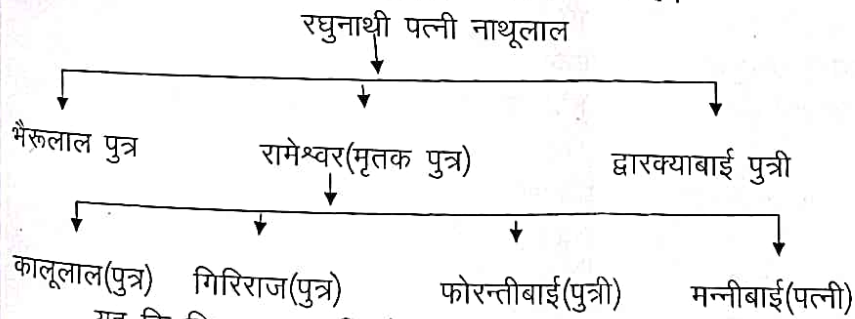 रघुनाथी पत्नी नाथूलाल
भैरूलाल पुत्र रामेश्वर(मृतक पुत्र) द्वारक्याबाई पुत्री
कालूलाल(पुत्र) गिरिराज(पुत्र) फोरन्तीबाई(पुत्री) मन्नीबाई(पत्नी)